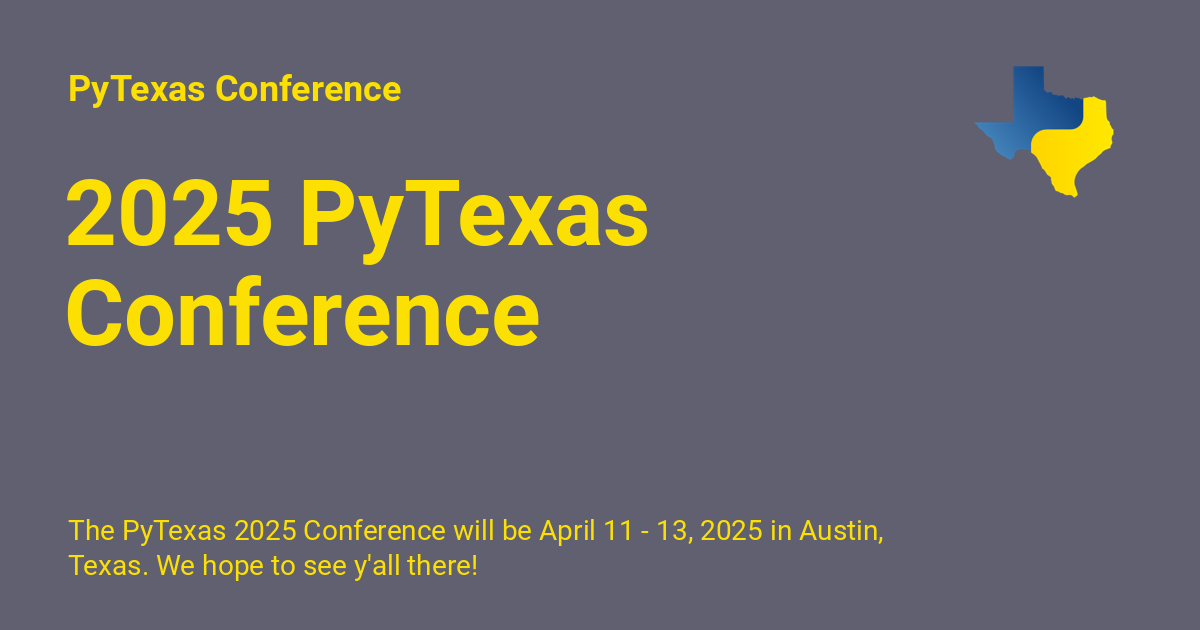 PyTexas Conference
2025 PyTexas
Conference
The PyTexas 2025 Conference will be April 11 - 13, 2025 in Austin,
Texas. We hope to see y'all there!